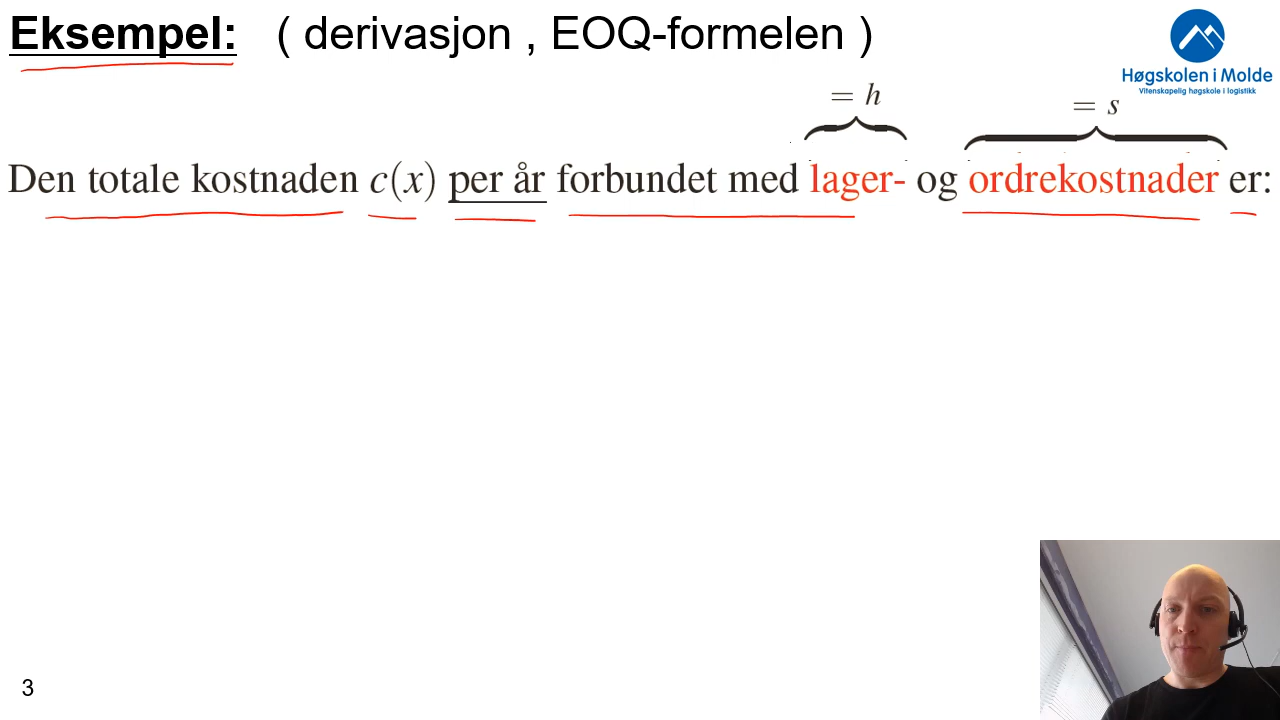 Eksempel: ( derivasjon , EOQ-formelen )
Høgskolen i Molde
Vitenskapelig høgskole i logistikk
= h
= s
Den totale kostnaden c(x) per år forbundet med lager- og ordrekostnader er:
3